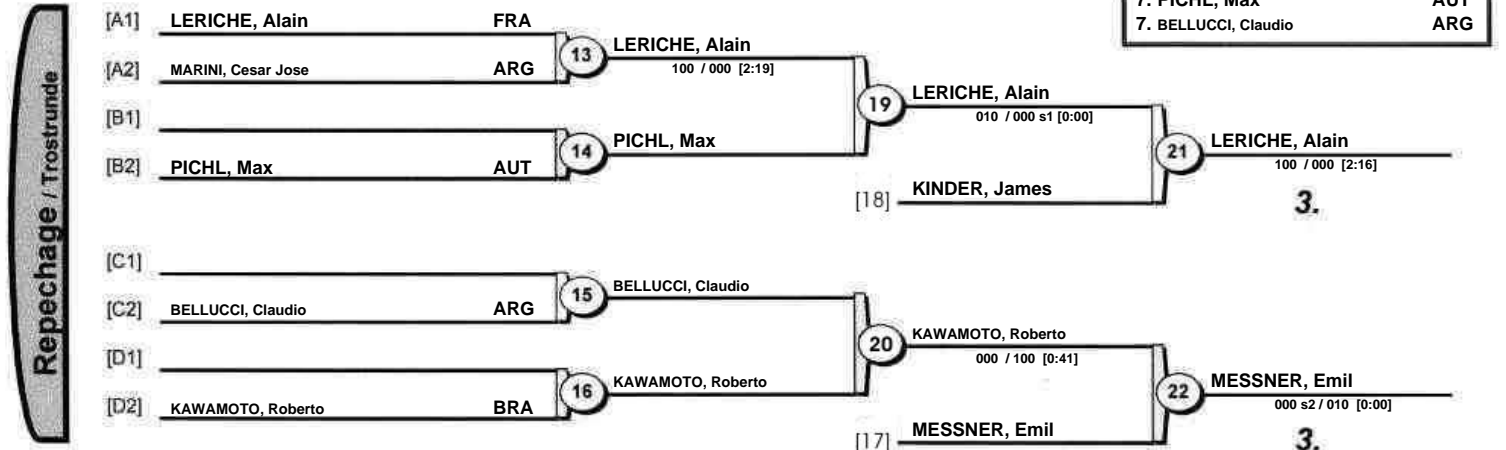 7. PICHL, Max AUT
7. BELLUCCI, Claudio ARG
Repechage / Trostrunde
[A1] LERICHE, Alain FRA
13 LERICHE, Alain
100 / 000 [2:19]
[A2] MARINI, Cesar Jose ARG
19 LERICHE, Alain
010 / 000 s1 [0:00]
[B1]
14 PICHL, Max
[B2] PICHL, Max AUT
21 LERICHE, Alain
100 / 000 [2:16]
[18] KINDER, James
3.
[C1]
15 BELLUCCI, Claudio
[C2] BELLUCCI, Claudio ARG
20 KAWAMOTO, Roberto
000 / 100 [0:41]
[D1]
16 KAWAMOTO, Roberto
[D2] KAWAMOTO, Roberto BRA
22 MESSNER, Emil
000 s2 / 010 [0:00]
[17] MESSNER, Emil
3.